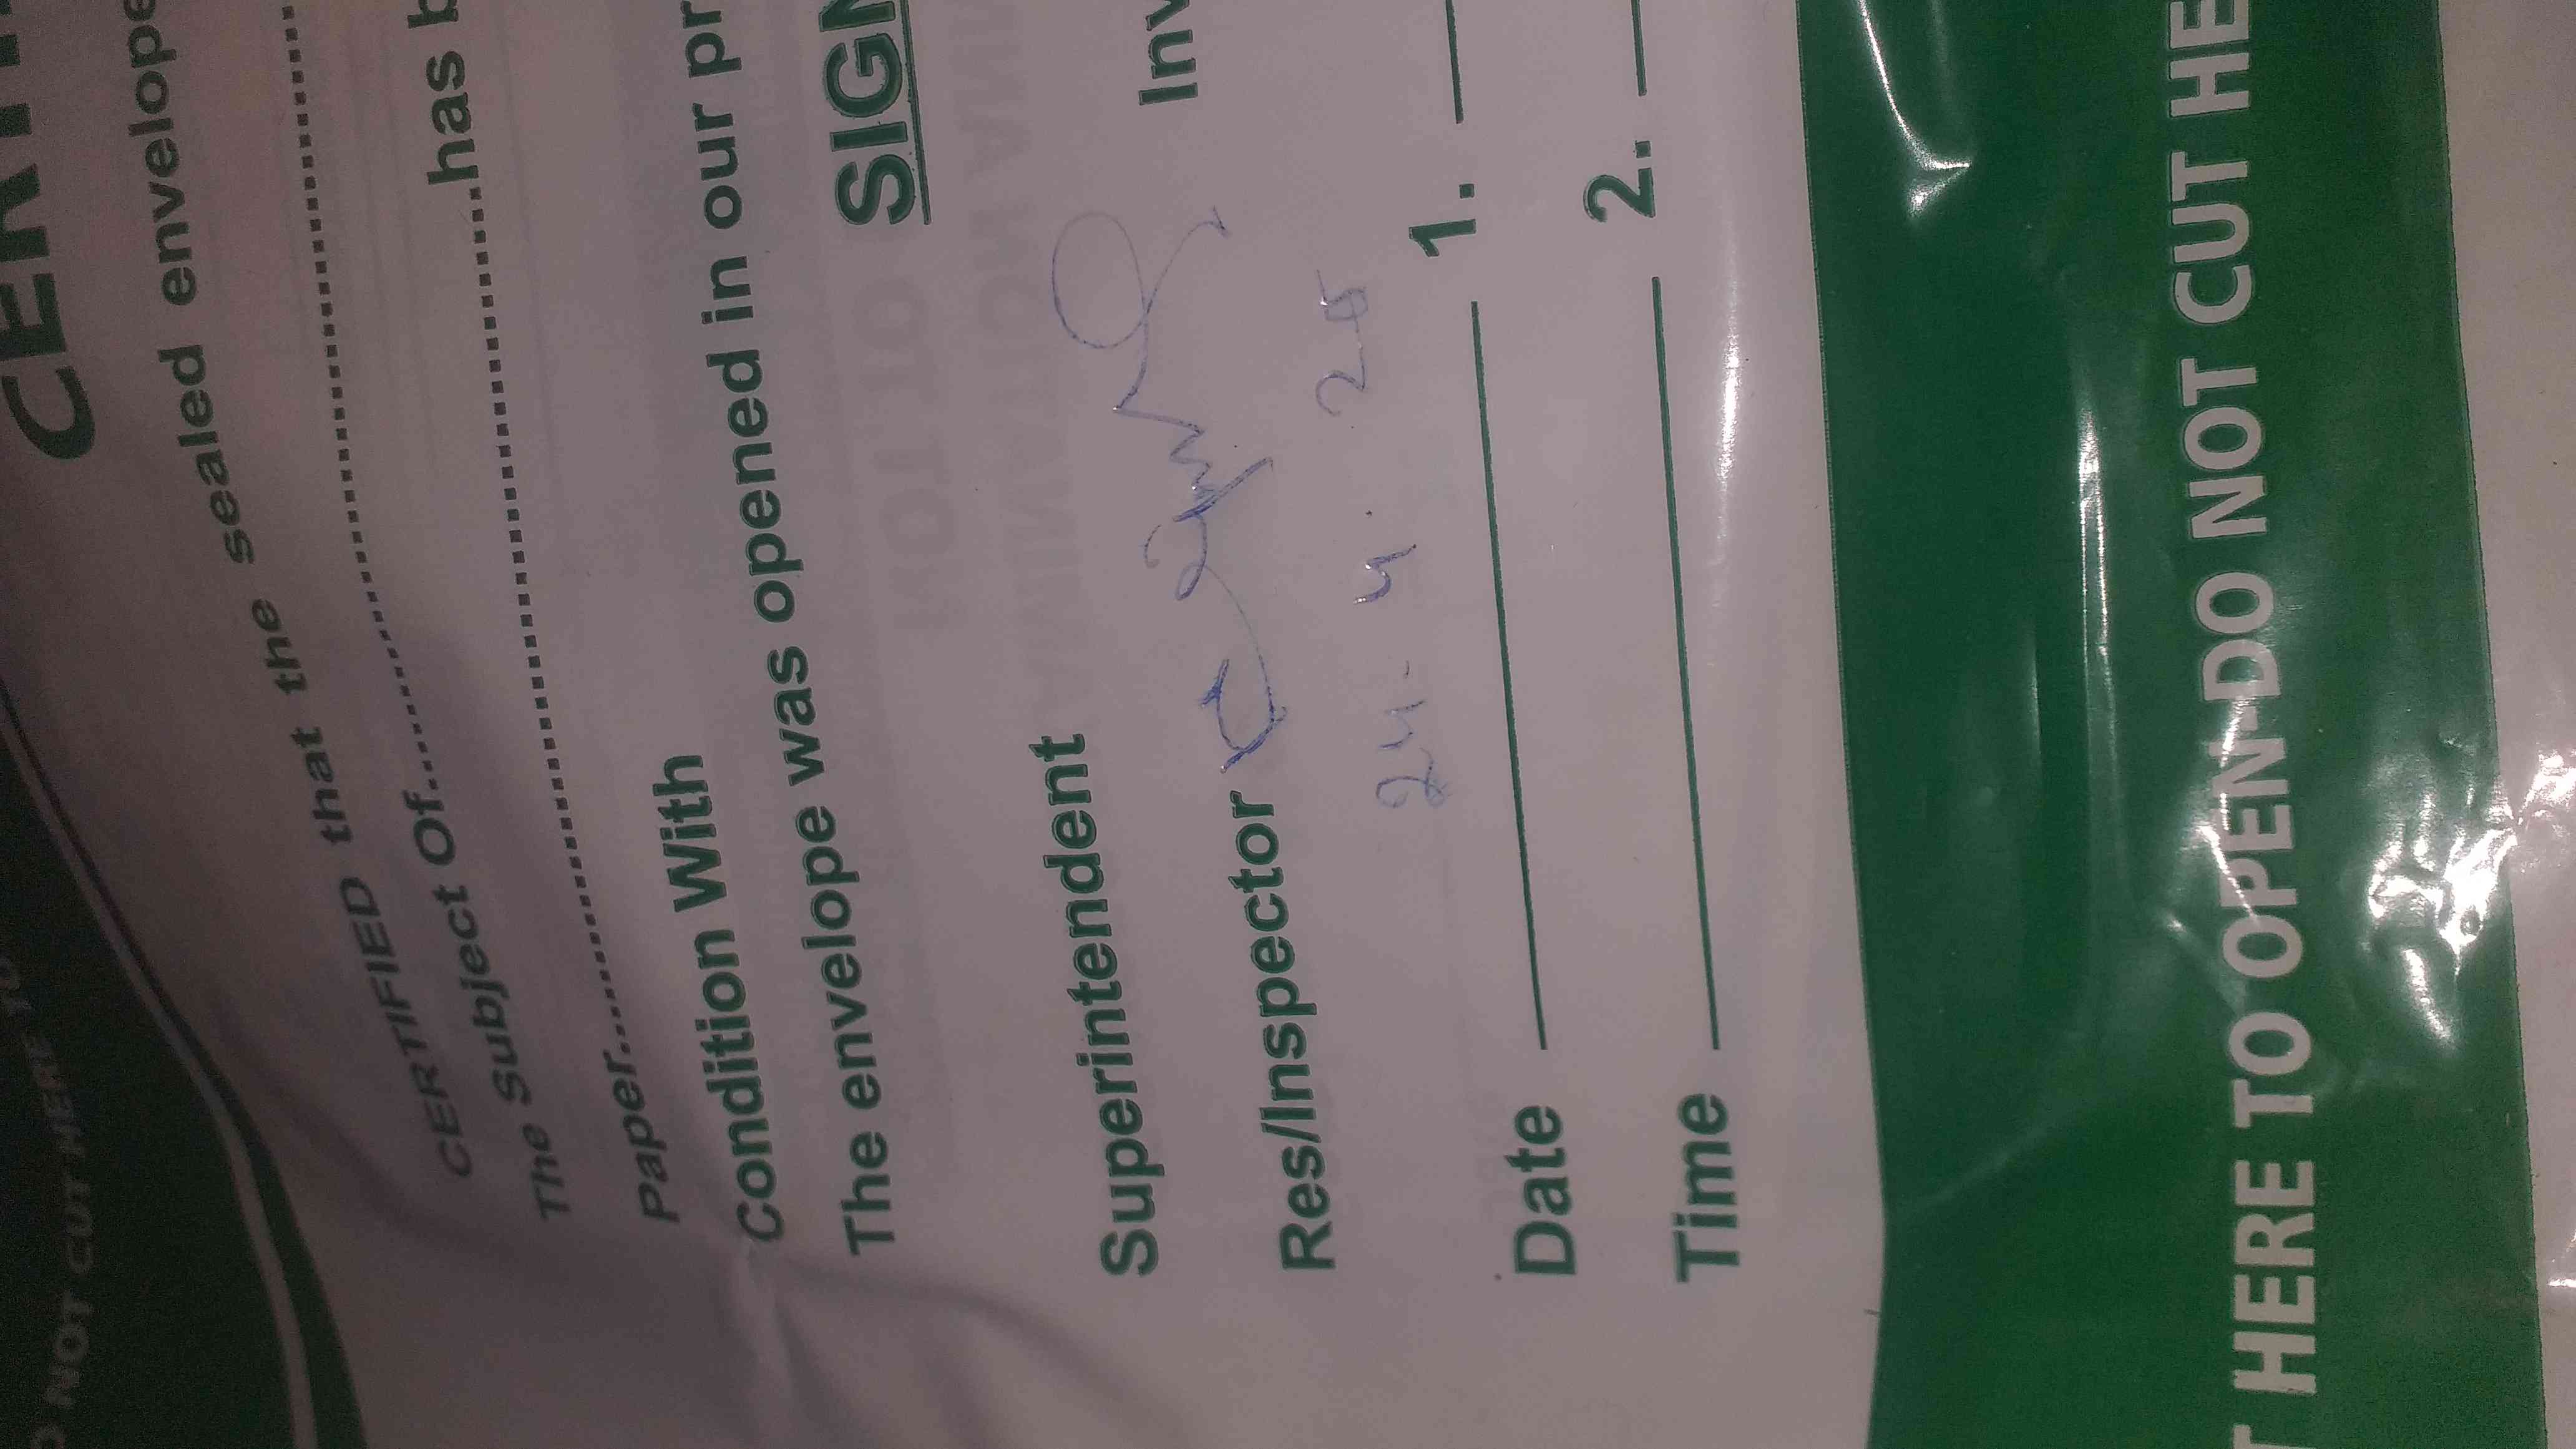 NOT CUT HERE TO
CERTI
CERTIFIED that the sealed envelope
The Subject Of
Paper has b
Condition With
The envelope was opened in our pr
SIGN
Superintendent Inv
Res/Inspector
24-4.25
Date 1.
Time 2.
T HERE TO OPEN-DO NOT CUT HE